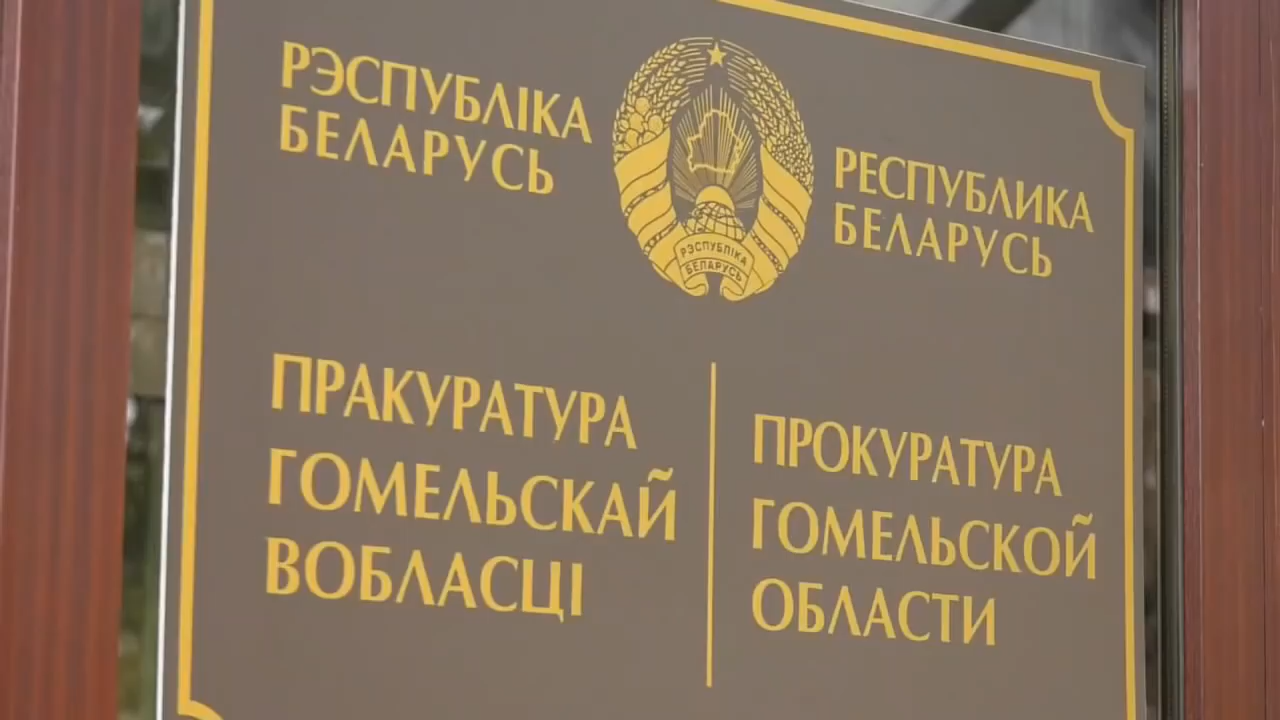 РЭСПУБЛІКА
БЕЛАРУСЬ
РЕСПУБЛИКА
БЕЛАРУСЬ
РЭСПУБЛІКА
БЕЛАРУСЬ
ПРАКУРАТУРА
ГОМЕЛЬСКАЙ
ВОБЛАСЦІ
ПРОКУРАТУРА
ГОМЕЛЬСКОЙ
ОБЛАСТИ